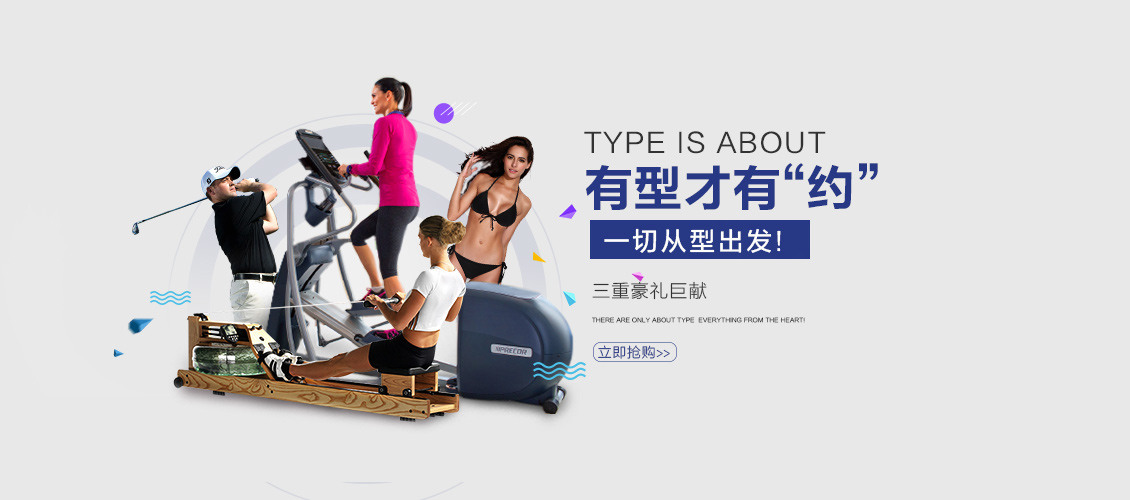 TYPE IS ABOUT
有型才有“约”
一切从型出发!
三重豪礼巨献
THERE ARE ONLY ABOUT TYPE EVERYTHING FROM THE HEART!
立即抢购>>
PRECOR